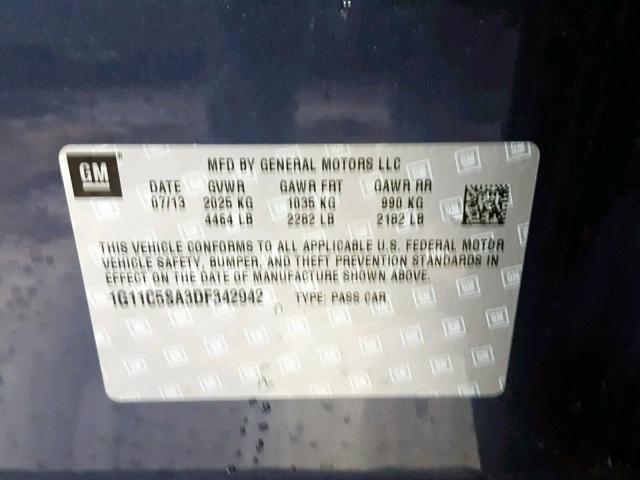 GM
MFD BY GENERAL MOTORS LLC
DATE GVWR GAWR FRT GAWR RR
07/13 2025 KG 1035 KG 990 KG
4464 LB 2282 LB 2182 LB
THIS VEHICLE CONFORMS TO ALL APPLICABLE U.S. FEDERAL MOTOR
VEHICLE SAFETY, BUMPER, AND THEFT PREVENTION STANDARDS IN
EFFECT ON THE DATE OF MANUFACTURE SHOWN ABOVE.
1G11C5SA3DF342942 TYPE: PASS CAR